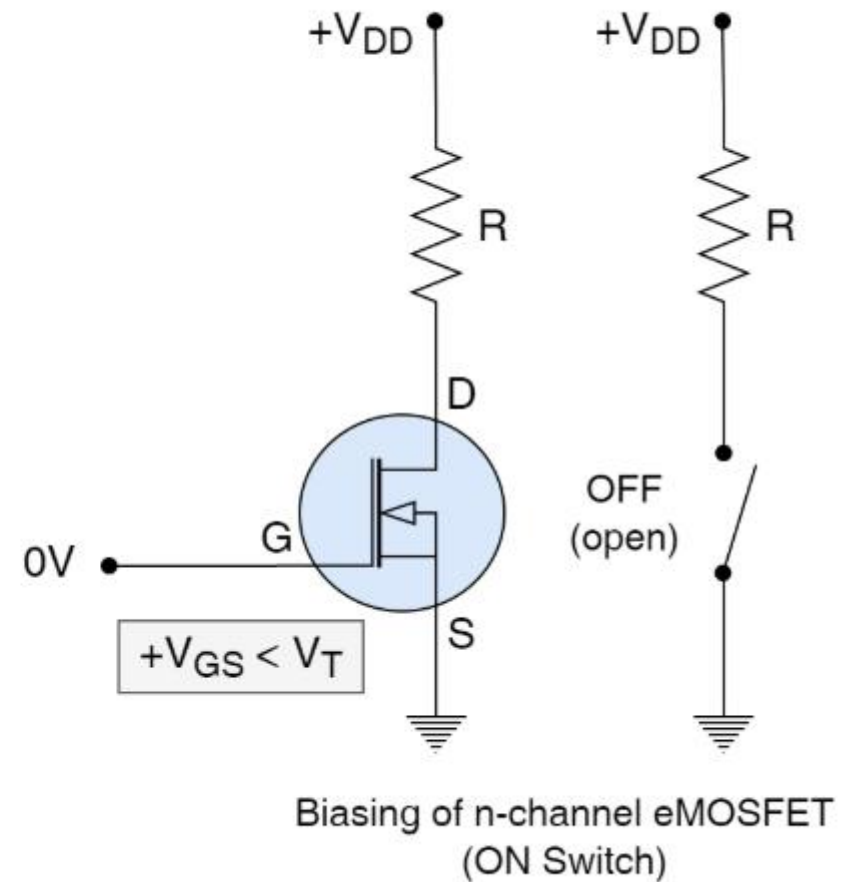 +VDD
+VDD
R
R
D
OFF
(open)
G
0V
S
+VGS < VT
Biasing of n-channel eMOSFET
(ON Switch)